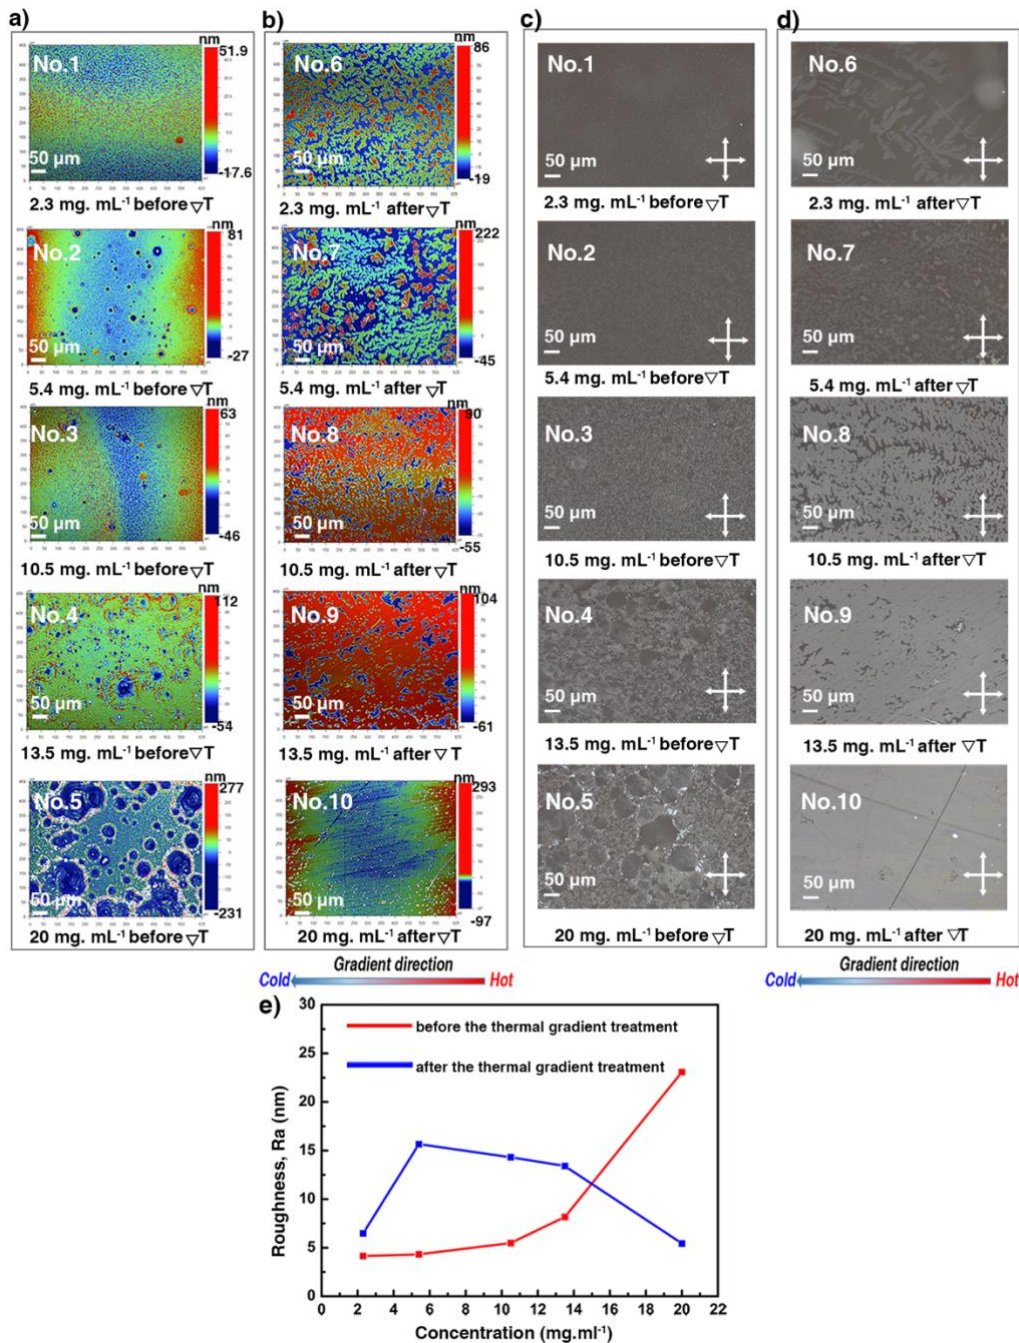 a)
nm
51.9
No.1
50 µm
-17.6
2.3 mg. mL-1 before ▽T
81
No.2
50 µm
-27
5.4 mg. mL-1 before ▽T
nm
63
No.3
50 µm
-46
10.5 mg. mL-1 before ▽T
nm
112
No.4
50 µm
-54
13.5 mg. mL-1 before ▽T
nm
277
No.5
50 µm
-231
20 mg. mL-1 before ▽T
b)
nm
86
No.6
50 µm
-19
2.3 mg. mL-1 after ▽T
222
No.7
50 µm
-45
5.4 mg. mL-1 after ▽T
nm
90
No.8
50 µm
-55
10.5 mg. mL-1 after ▽T
nm
104
No.9
50 µm
-61
13.5 mg. mL-1 after ▽T
nm
293
No.10
50 µm
-97
20 mg. mL-1 after ▽T
Gradient direction
Cold Hot
c)
No.1
50 µm
2.3 mg. mL-1 before ▽T
No.2
50 µm
5.4 mg. mL-1 before ▽T
No.3
50 µm
10.5 mg. mL-1 before ▽T
No.4
50 µm
13.5 mg. mL-1 before ▽T
No.5
50 µm
20 mg. mL-1 before ▽T
d)
No.6
50 µm
2.3 mg. mL-1 after ▽T
No.7
50 µm
5.4 mg. mL-1 after ▽T
No.8
50 µm
10.5 mg. mL-1 after ▽T
No.9
50 µm
13.5 mg. mL-1 after ▽T
No.10
50 µm
20 mg. mL-1 after ▽T
Gradient direction
Cold Hot
e)
before the thermal gradient treatment
after the thermal gradient treatment
Roughness, Ra (nm)
30
25
20
15
10
5
0
0 2 4 6 8 10 12 14 16 18 20 22
Concentration (mg.ml-1)